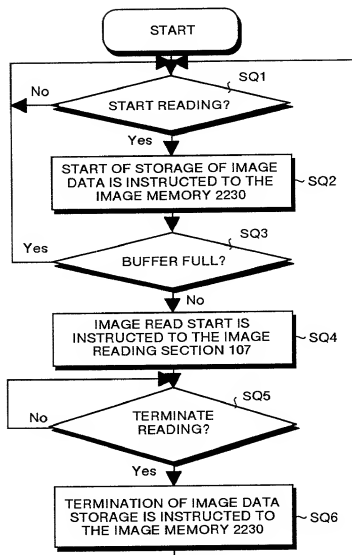 START
SQ1
START READING?
No
Yes
START OF STORAGE OF IMAGE
DATA IS INSTRUCTED TO THE
IMAGE MEMORY 2230
SQ2
SQ3
BUFFER FULL?
Yes
No
IMAGE READ START IS
INSTRUCTED TO THE IMAGE
READING SECTION 107
SQ4
SQ5
TERMINATE
READING?
No
Yes
TERMINATION OF IMAGE DATA
STORAGE IS INSTRUCTED TO
THE IMAGE MEMORY 2230
SQ6